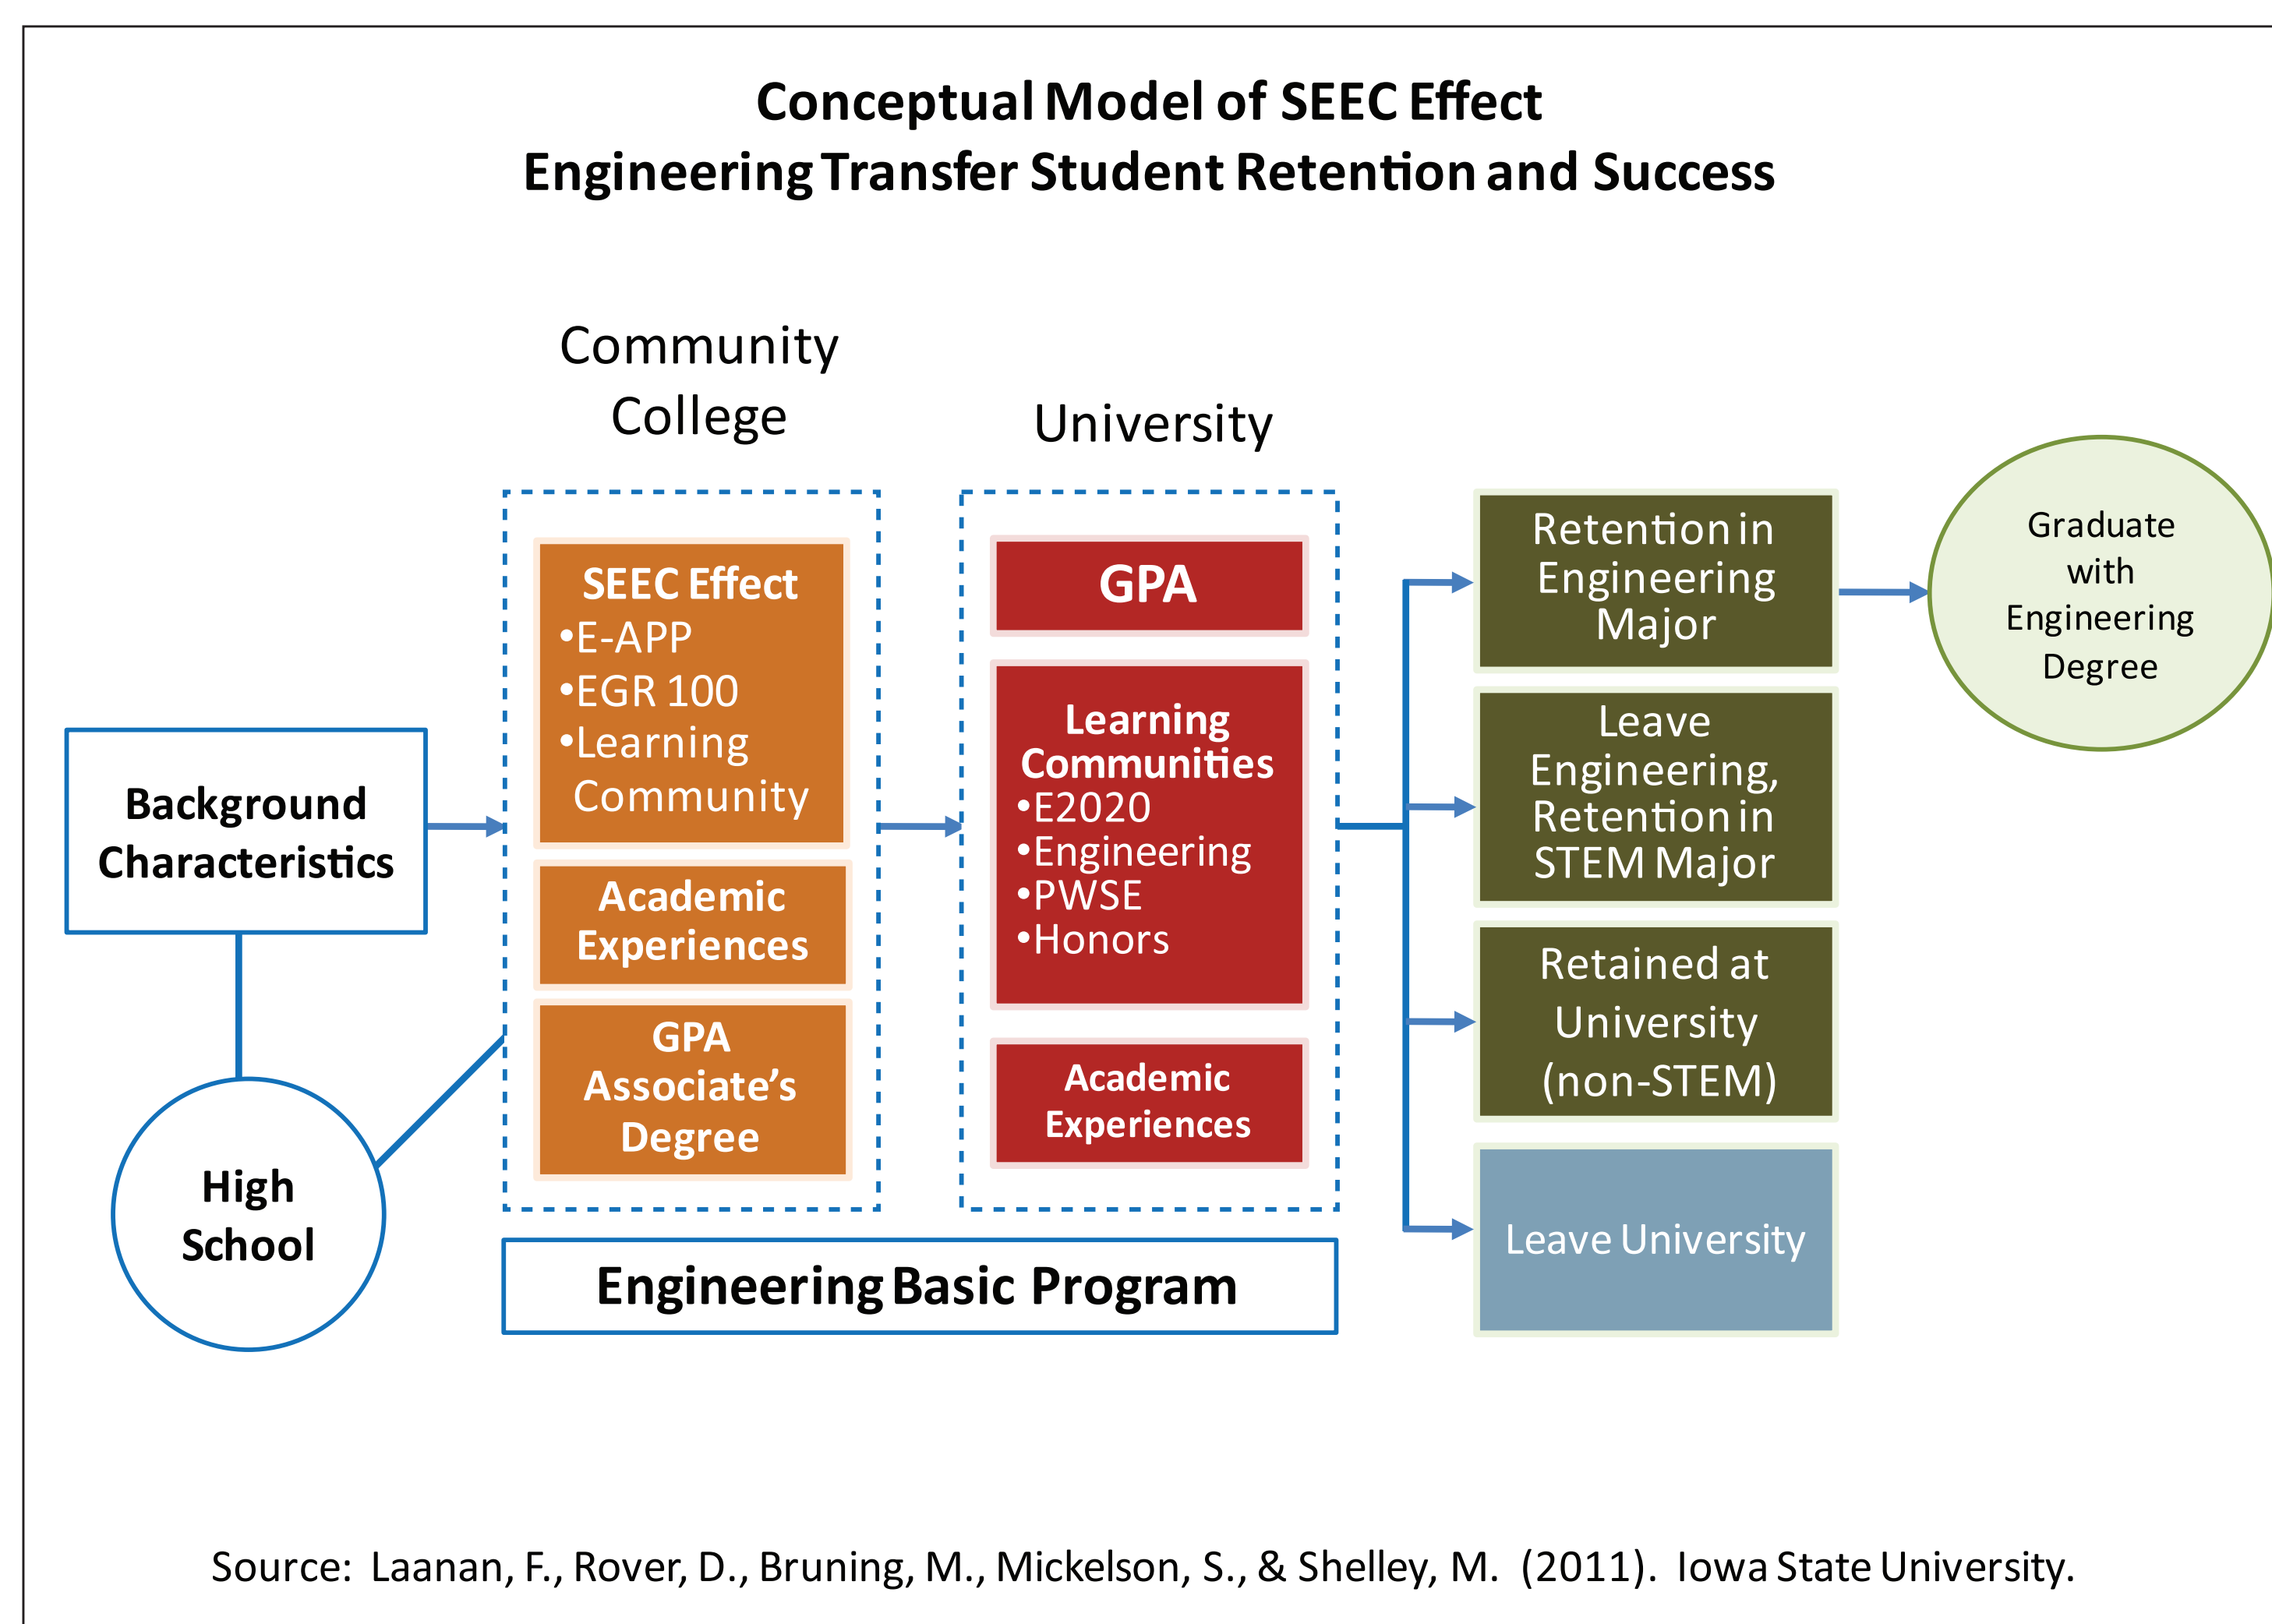 Conceptual Model of SEEC Effect
Engineering Transfer Student Retention and Success
Community
College
University
Background
Characteristics
High
School
SEEC Effect
•E-APP
•EGR 100
•Learning
Community
Academic
Experiences
GPA
Associate’s
Degree
GPA
Learning
Communities
•E2020
•Engineering
•PWSE
•Honors
Academic
Experiences
Engineering Basic Program
Retention in
Engineering
Major
Leave
Engineering,
Retention in
STEM Major
Retained at
University
(non-STEM)
Leave University
Graduate
with
Engineering
Degree
Source: Laanan, F., Rover, D., Bruning, M., Mickelson, S., & Shelley, M. (2011). Iowa State University.